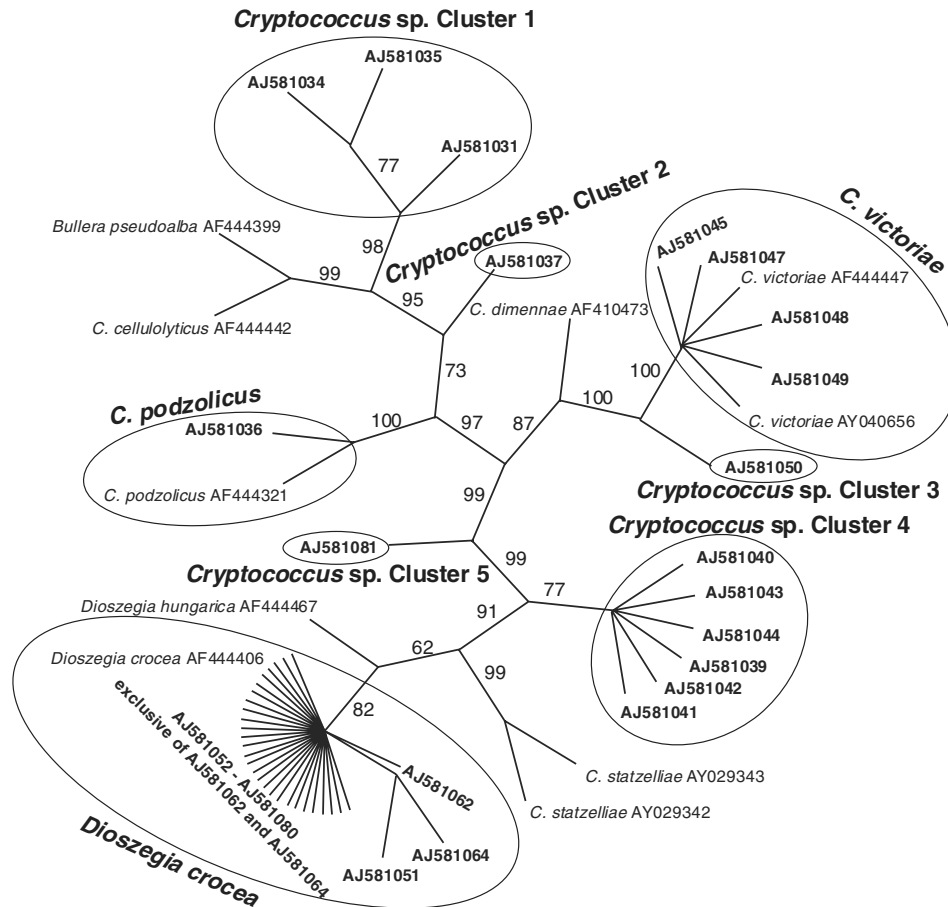 Cryptococcus sp. Cluster 1
AJ581035
AJ581034
AJ581031
77
98
Bullera pseudoalba AF444399
99
C. cellulolyticus AF444442
95
Cryptococcus sp. Cluster 2
AJ581037
73
C. dimennae AF410473
C. victoriae
AJ581045
AJ581047
C. victoriae AF444447
AJ581048
AJ581049
C. victoriae AY040656
100
100
87
97
100
C. podzolicus
AJ581036
C. podzolicus AF444321
AJ581050
Cryptococcus sp. Cluster 3
99
AJ581081
Cryptococcus sp. Cluster 5
99
Cryptococcus sp. Cluster 4
AJ581040
AJ581043
AJ581044
AJ581039
AJ581042
AJ581041
77
91
Dioszegia hungarica AF444467
62
99
Dioszegia crocea AF444406
82
AJ581052 - AJ581080
exclusive of AJ581062 and AJ581064
AJ581062
AJ581064
AJ581051
C. statzelliae AY029343
C. statzelliae AY029342
Dioszegia crocea